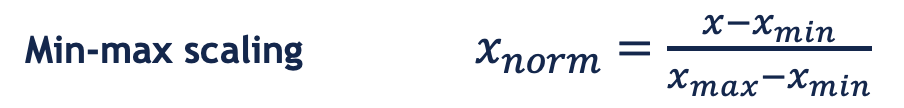 Min-max scaling
x_norm = (x−x_min)/(x_max−x_min)